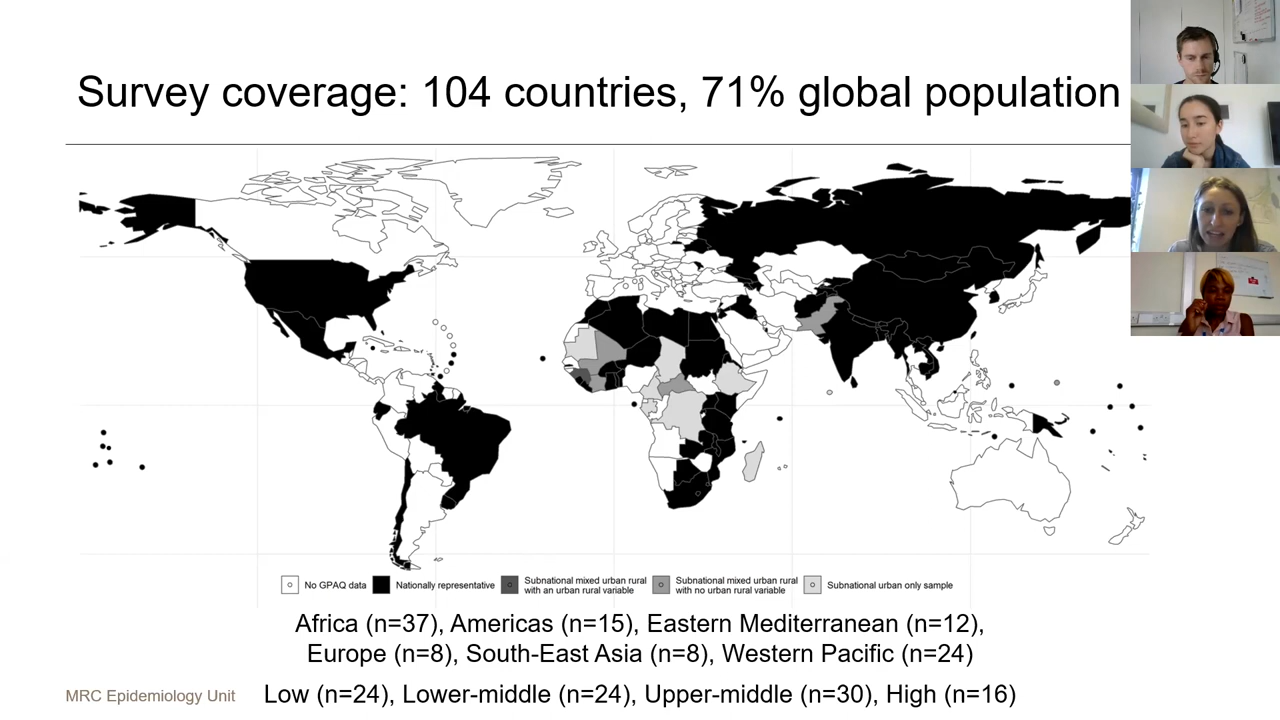 Survey coverage: 104 countries, 71% global population
No GPAQ data
Nationally representative
Subnational mixed urban rural
with an urban rural variable
Subnational mixed urban rural
with no urban rural variable
Subnational urban only sample
Africa (n=37), Americas (n=15), Eastern Mediterranean (n=12),
Europe (n=8), South-East Asia (n=8), Western Pacific (n=24)
MRC Epidemiology Unit
Low (n=24), Lower-middle (n=24), Upper-middle (n=30), High (n=16)